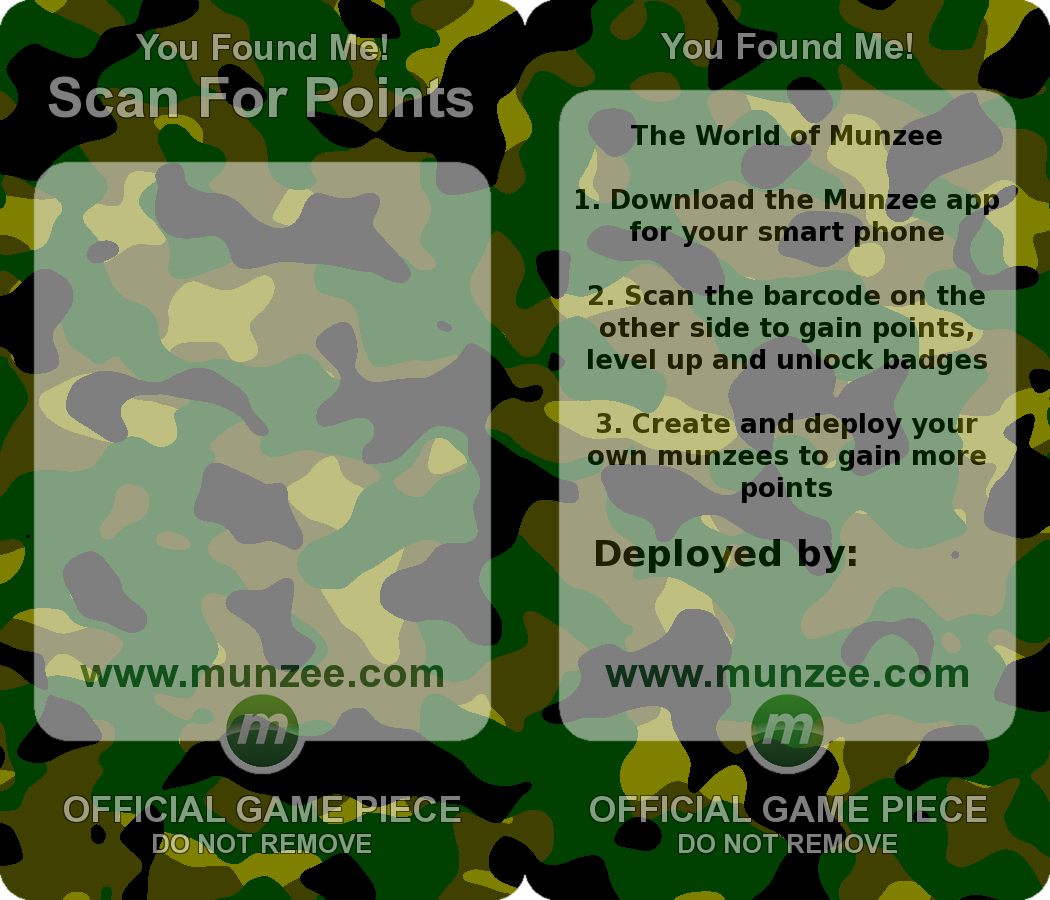 You Found Me!
Scan For Points
www.munzee.com
m
OFFICIAL GAME PIECE
DO NOT REMOVE
You Found Me!
The World of Munzee
1. Download the Munzee app
for your smart phone
2. Scan the barcode on the
other side to gain points,
level up and unlock badges
3. Create and deploy your
own munzees to gain more
points
Deployed by:
www.munzee.com
m
OFFICIAL GAME PIECE
DO NOT REMOVE